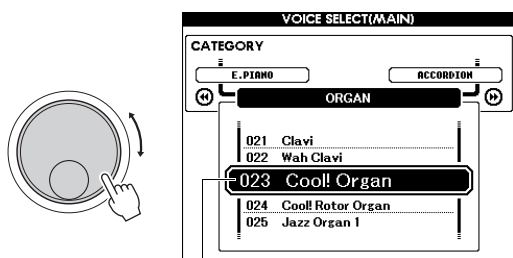 VOICE SELECT(MAIN)
CATEGORY
E.PIANO
ACCORDION
ORGAN
021 Clavi
022 Wah Clavi
023 Cool! Organ
024 Cool! Rotor Organ
025 Jazz Organ 1